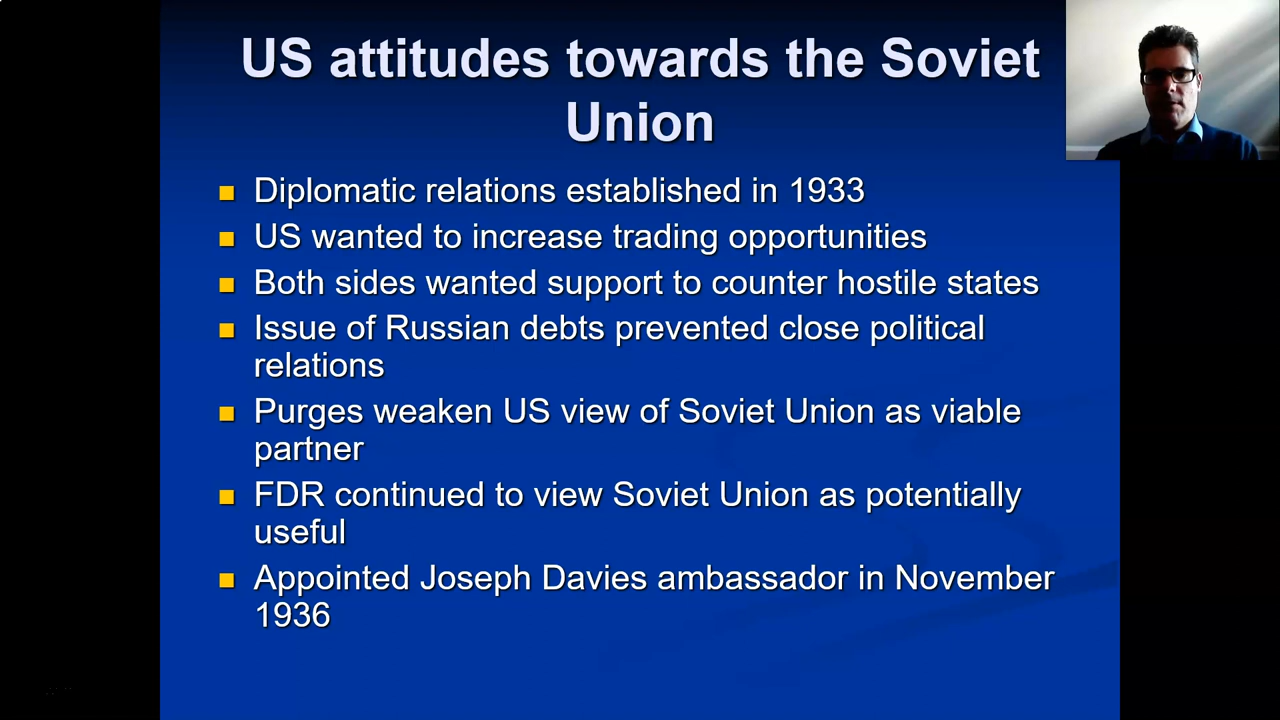 US attitudes towards the Soviet
Union
Diplomatic relations established in 1933
US wanted to increase trading opportunities
Both sides wanted support to counter hostile states
Issue of Russian debts prevented close political
relations
Purges weaken US view of Soviet Union as viable
partner
FDR continued to view Soviet Union as potentially
useful
Appointed Joseph Davies ambassador in November
1936